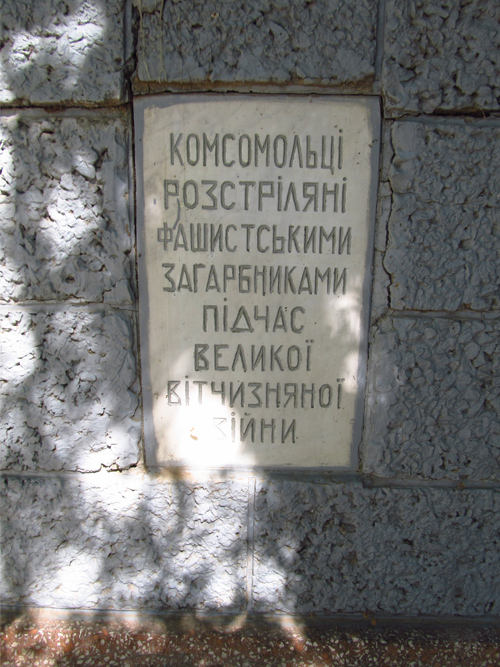 КОМСОМОЛЬЦІ
РОЗСТРІЛЯНІ
ФАШИСТСЬКИМИ
ЗАГАРБНИКАМИ
ПІДЧАС
ВЕЛИКОЇ
ВІТЧИЗНЯНОЇ
ВІЙНИ